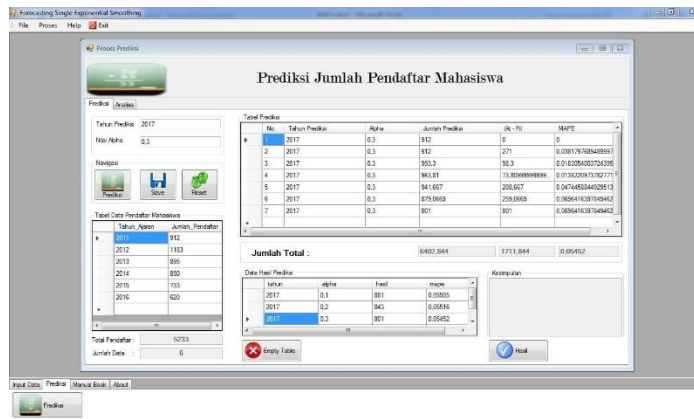 Forecasting Single Exponential Smoothing
File Proses Help Exit
Proses Prediksi
Prediksi Jumlah Pendaftar Mahasiswa
Prediksi Analisa
Tahun Prediksi 2017
Nilai Alpha 0,3
Navigasi
Prediksi Save Reset
Tabel Data Pendaftar Mahasiswa
Tahun_Ajaran Jumlah_Pendaftar
2011 912
2012 1183
2013 895
2014 890
2015 733
2016 620
Total Pendaftar : 5233
Jumlah Data : 6
Tabel Prediksi
No Tahun Prediksi Alpha Jumlah Prediksi |At - Ft| MAPE
1 2017 0,3 912 0 0
2 2017 0,3 912 271
3 2017 0,3 993,3 98,3
4 2017 0,3 963,81
5 2017 0,3 941,667 208,667
6 2017 0,3 879,0669 259,0669
7 2017 0,3 801 801
Jumlah Total : 6402,844 1711,844 0,05452
Data Hasil Prediksi
tahun alpha hasil mape
2017 0,1 881 0,05505
2017 0,2 843 0,05516
2017 0,3 801 0,05452
Kesimpulan
Empty Table
Hasil
Input Data Prediksi Manual Book About
Prediksi